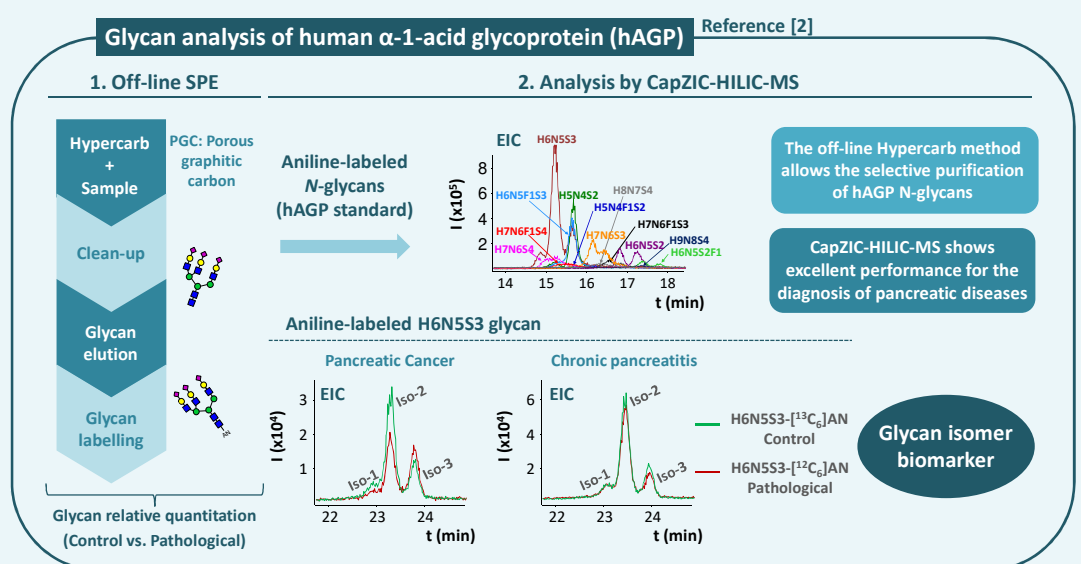 Glycan analysis of human α-1-acid glycoprotein (hAGP)
Reference [2]
1. Off-line SPE
2. Analysis by CapZIC-HILIC-MS
Hypercarb
+
Sample
PGC: Porous
graphitic
carbon
Clean-up
Glycan
elution
AN
Glycan
labelling
Glycan relative quantitation
(Control vs. Pathological)
Aniline-labeled
N-glycans
(hAGP standard)
EIC
H6N5S3
H6N5F1S3
H5N4S2
H8N7S4
H5N4F1S2
H7N6F1S4
H7N6S3
H7N6F1S3
H7N6S4
H6N5S2
H9N8S4
H6N5S2F1
I (x10⁵)
8
6
4
2
14 15 16 17 18
t (min)
The off-line Hypercarb method
allows the selective purification
of hAGP N-glycans
CapZIC-HILIC-MS shows
excellent performance for the
diagnosis of pancreatic diseases
Aniline-labeled H6N5S3 glycan
Pancreatic Cancer
EIC
Iso-2
Iso-1
Iso-3
I (x10⁴)
3
2
1
22 23 24
t (min)
Chronic pancreatitis
EIC
Iso-2
Iso-1
Iso-3
I (x10⁴)
6
4
2
22 23 24
t (min)
H6N5S3-[¹³C₆]AN
Control
H6N5S3-[¹²C₆]AN
Pathological
Glycan isomer
biomarker